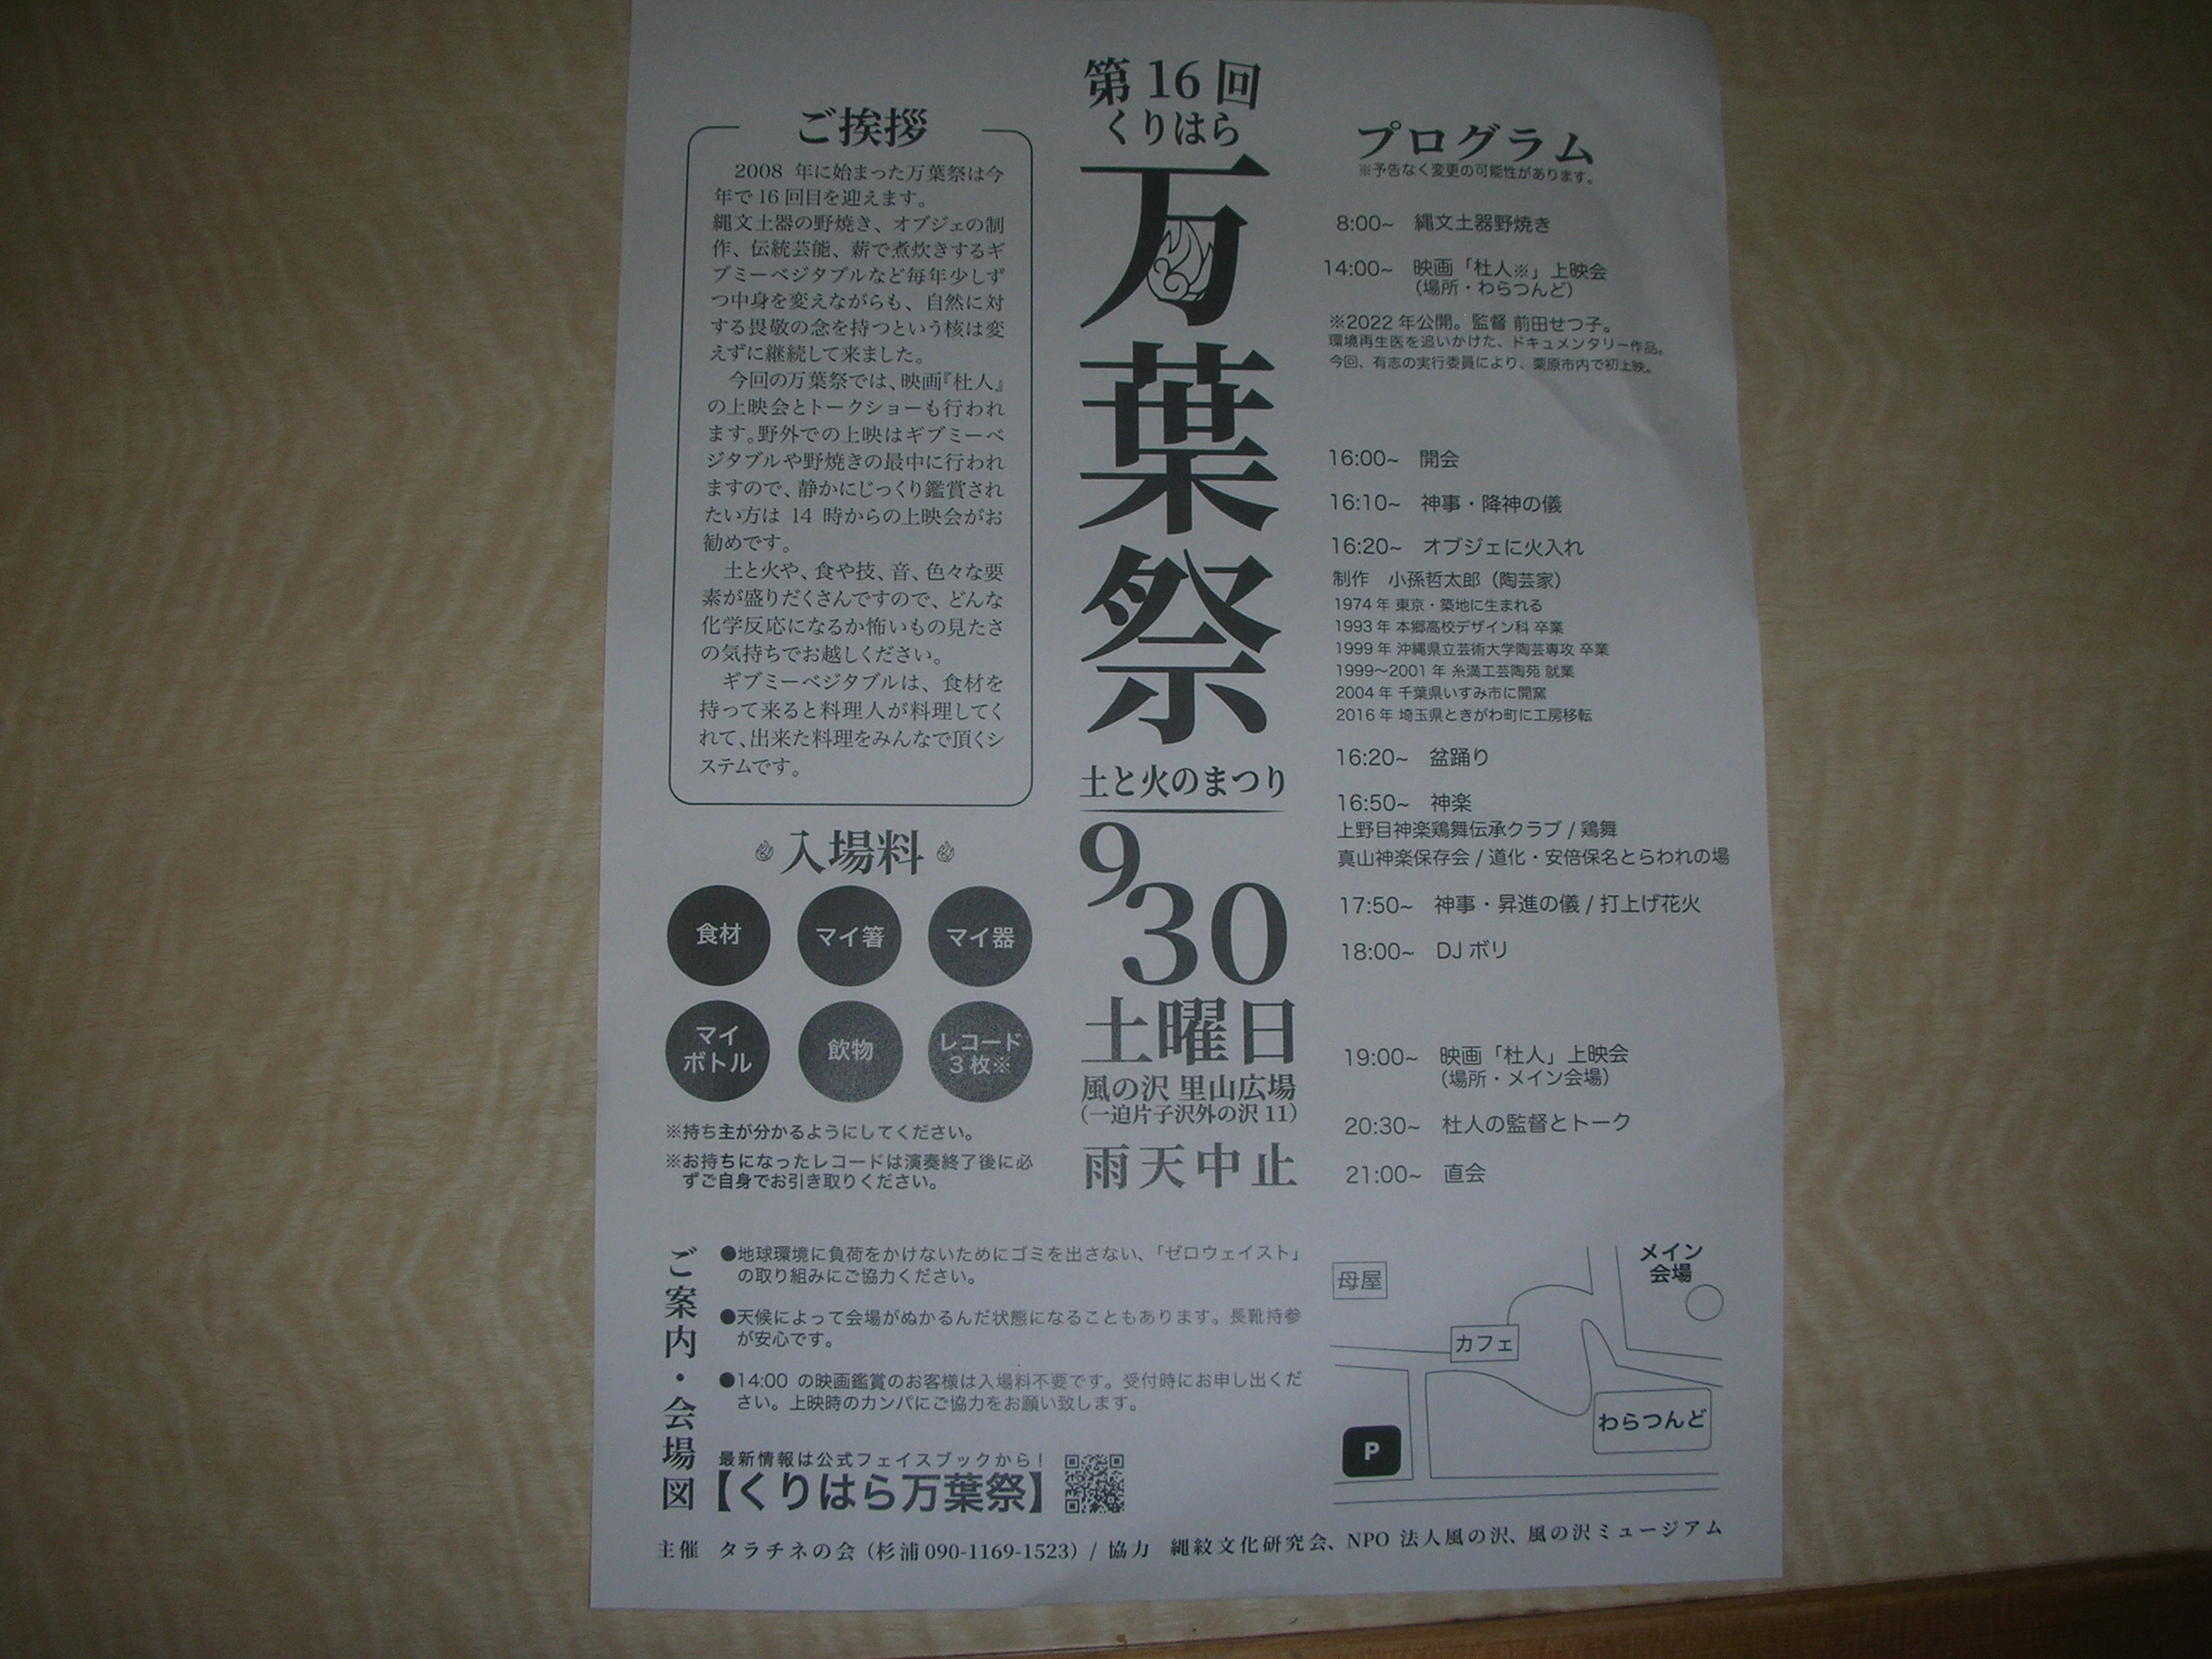 第16回
くりはら
万葉祭
土と火のまつり
9
30
土曜日
風の沢 里山広場
(一迫片子沢外の沢 11)
雨天中止
ご挨拶
2008 年に始まった万葉祭は今
年で16回目を迎えます。
縄文土器の野焼き、オブジェの制
作、伝統芸能、薪で煮炊きするギ
ブミーベジタブルなど毎年少しず
つ中身を変えながらも、自然に対
する畏敬の念を持つという核は変
えずに継続して来ました。
今回の万葉祭では、映画『杜人』
の上映会とトークショーも行われ
ます。野外での上映はギブミーベ
ジタブルや野焼きの最中に行われ
ますので、静かにじっくり鑑賞され
たい方は 14 時からの上映会がお
勧めです。
土と火や、食や技、音、色々な要
素が盛りだくさんですので、どんな
化学反応になるか怖いもの見たさ
の気持ちでお越しください。
ギブミーベジタブルは、食材を
持って来ると料理人が料理してく
れて、出来た料理をみんなで頂くシ
ステムです。
入場料
食材
マイ箸
マイ器
マイ
ボトル
飲物
レコード
3枚※
※持ち主が分かるようにしてください。
※お持ちになったレコードは演奏終了後に必
ずご自身でお引き取りください。
プログラム
※予告なく変更の可能性があります。
8:00~ 縄文土器野焼き
14:00~ 映画「杜人※」上映会
(場所・わらつんど)
※2022 年公開。監督 前田せつ子。
環境再生医を追いかけた、ドキュメンタリー作品。
今回、有志の実行委員により、栗原市内で初上映。
16:00~ 開会
16:10~ 神事・降神の儀
16:20~ オブジェに火入れ
制作 小孫哲太郎(陶芸家)
1974 年 東京・築地に生まれる
1993 年 本郷高校デザイン科 卒業
1999 年 沖縄県立芸術大学陶芸専攻 卒業
1999〜2001 年 糸満工芸陶苑 就業
2004 年 千葉県いすみ市に開窯
2016 年 埼玉県ときがわ町に工房移転
16:20~ 盆踊り
16:50~ 神楽
上野目神楽鶏舞伝承クラブ / 鶏舞
真山神楽保存会 / 道化・安倍保名とらわれの場
17:50~ 神事・昇進の儀 / 打上げ花火
18:00~ DJ ボリ
19:00~ 映画「杜人」上映会
(場所・メイン会場)
20:30~ 杜人の監督とトーク
21:00~ 直会
ご案内・会場図
●地球環境に負荷をかけないためにゴミを出さない、「ゼロウェイスト」
の取り組みにご協力ください。
●天候によって会場がぬかるんだ状態になることもあります。長靴持参
が安心です。
●14:00 の映画鑑賞のお客様は入場料不要です。受付時にお申し出くだ
さい。上映時のカンパにご協力をお願い致します。
最新情報は公式フェイスブックから!
【くりはら万葉祭】
母屋
メイン
会場
カフェ
わらつんど
P
主催 タラチネの会(杉浦 090-1169-1523) / 協力 縄紋文化研究会、NPO 法人風の沢、風の沢ミュージアム